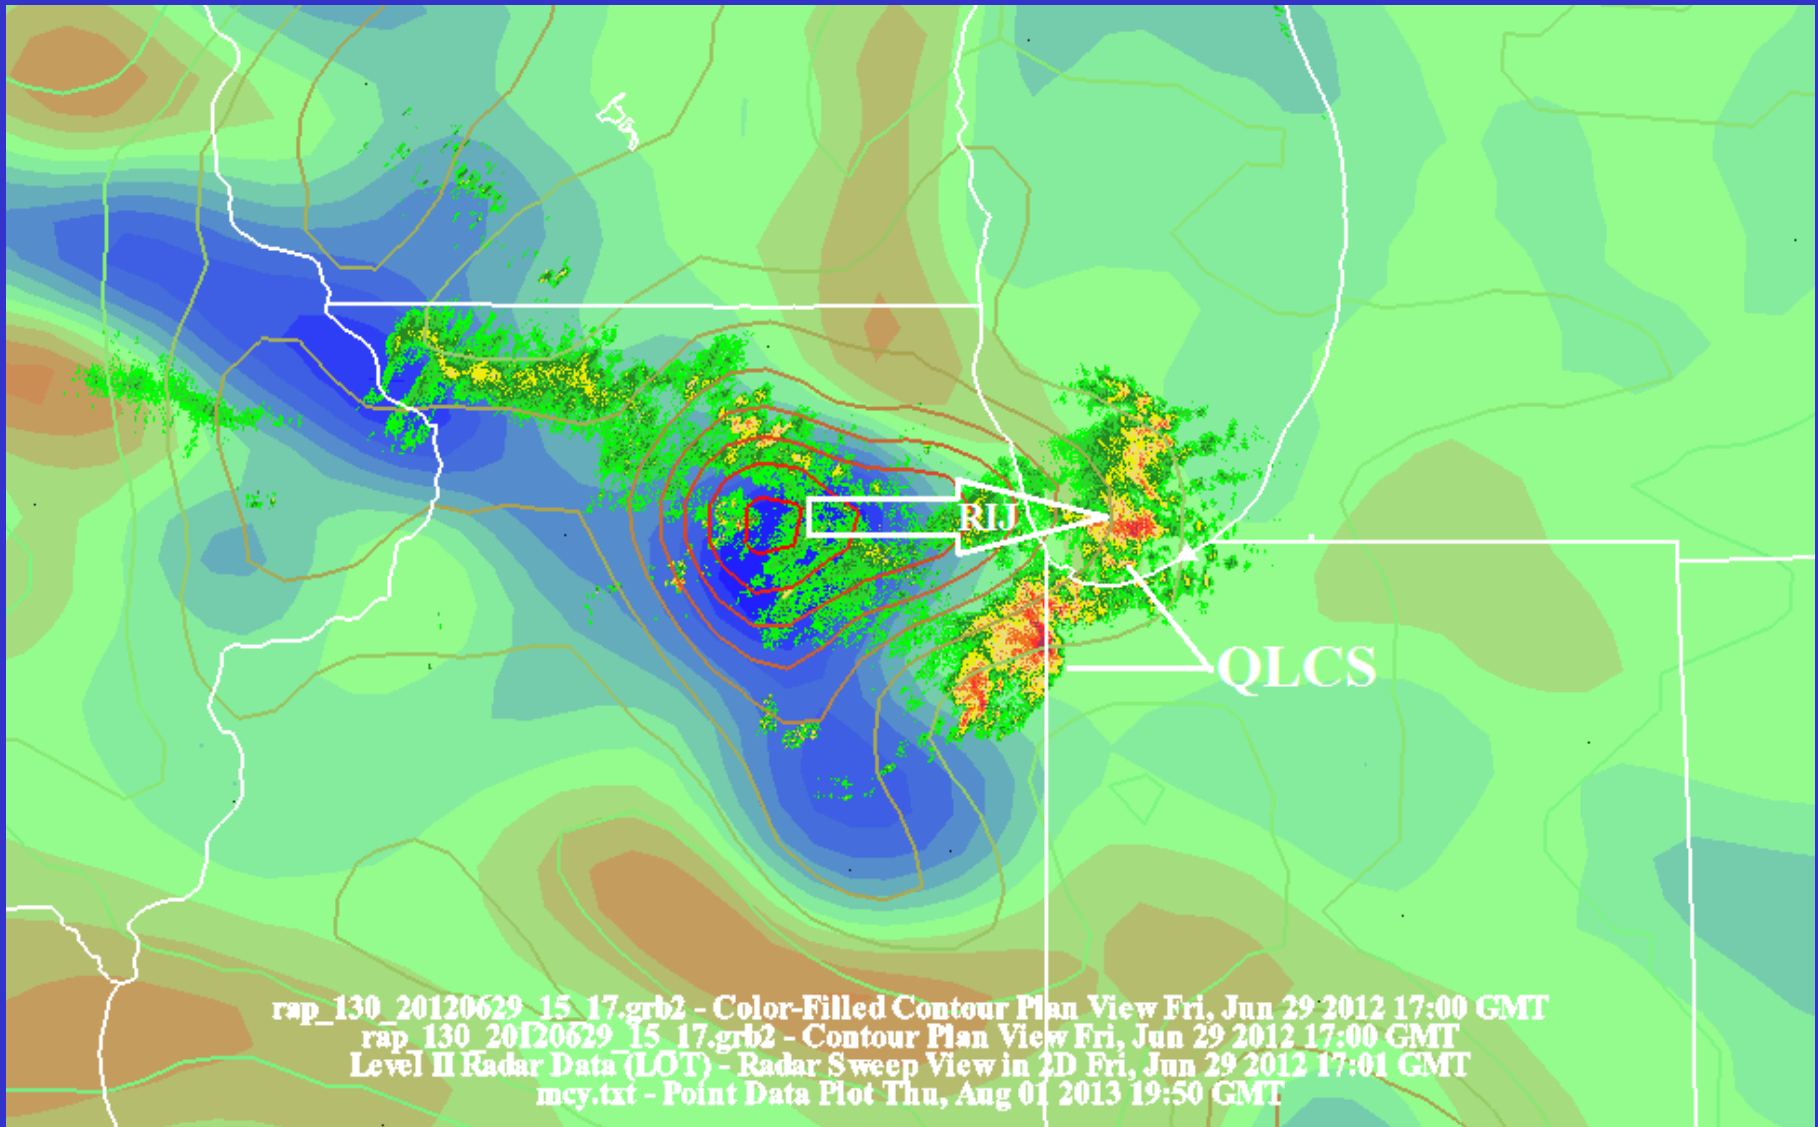 RIJ
QLCS
rap_130_20120629_15_17.grb2 - Color-Filled Contour Plan View Fri, Jun 29 2012 17:00 GMT
rap_130_20120629_15_17.grb2 - Contour Plan View Fri, Jun 29 2012 17:00 GMT
Level II Radar Data (LOT) - Radar Sweep View in 2D Fri, Jun 29 2012 17:01 GMT
mcy.txt - Point Data Plot Thu, Aug 01 2013 19:50 GMT